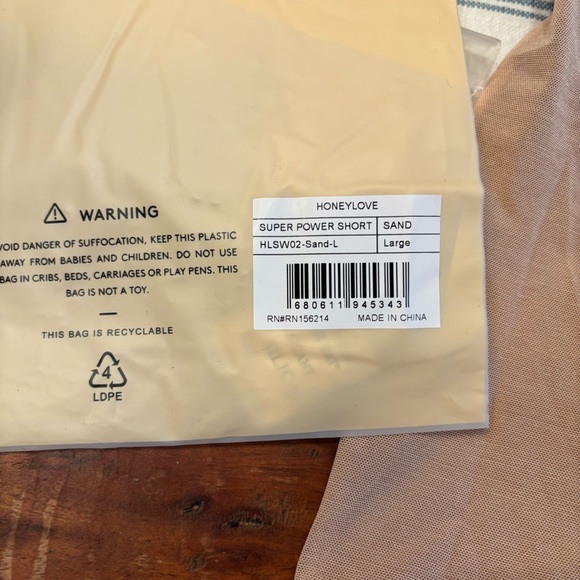 WARNING
VOID DANGER OF SUFFOCATION, KEEP THIS PLASTIC
AWAY FROM BABIES AND CHILDREN. DO NOT USE
BAG IN CRIBS, BEDS, CARRIAGES OR PLAY PENS. THIS
BAG IS NOT A TOY.
THIS BAG IS RECYCLABLE
4
LDPE
HONEYLOVE
SUPER POWER SHORT SAND
HLSW02-Sand-L Large
680611 945343
RN#RN156214 MADE IN CHINA